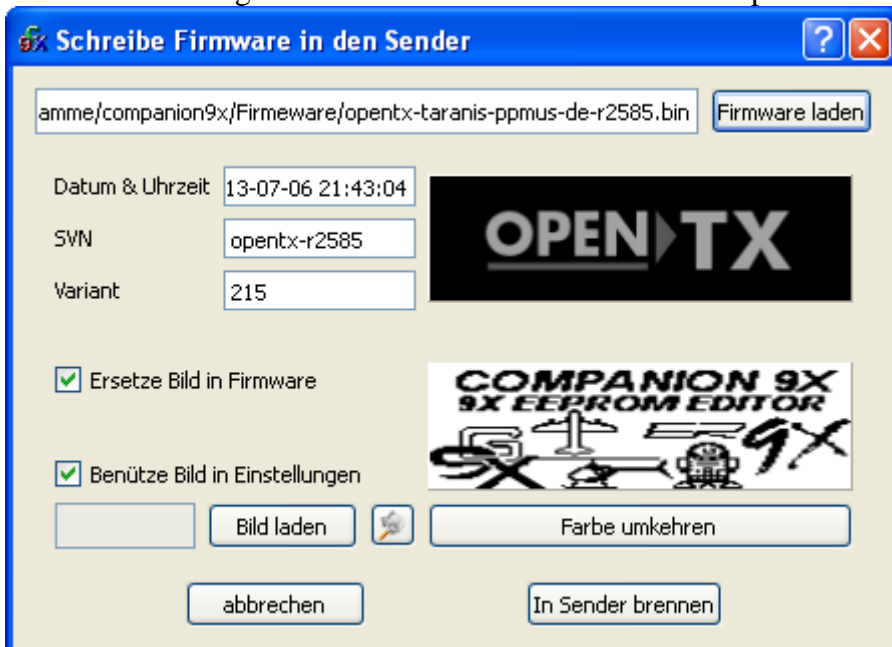 Schreibe Firmware in den Sender
amme/companion9x/Firmeware/opentx-taranis-ppmus-de-r2585.bin Firmware laden
Datum & Uhrzeit 13-07-06 21:43:04
OPEN TX
SVN opentx-r2585
Variant 215
Ersetze Bild in Firmware
COMPANION 9X
9X EEPROM EDITOR
9X
9X
Benütze Bild in Einstellungen
Bild laden Farbe umkehren
abbrechen In Sender brennen